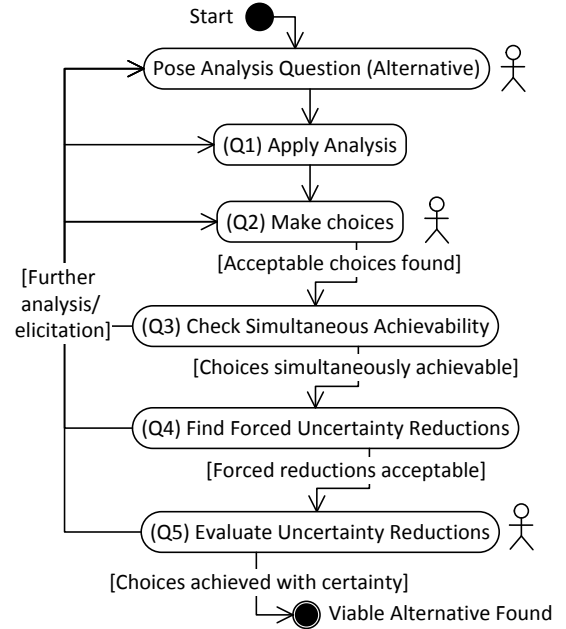 Start
Pose Analysis Question (Alternative)
(Q1) Apply Analysis
(Q2) Make choices
[Acceptable choices found]
[Further
analysis/
elicitation]
(Q3) Check Simultaneous Achievability
[Choices simultaneously achievable]
(Q4) Find Forced Uncertainty Reductions
[Forced reductions acceptable]
(Q5) Evaluate Uncertainty Reductions
[Choices achieved with certainty]
Viable Alternative Found